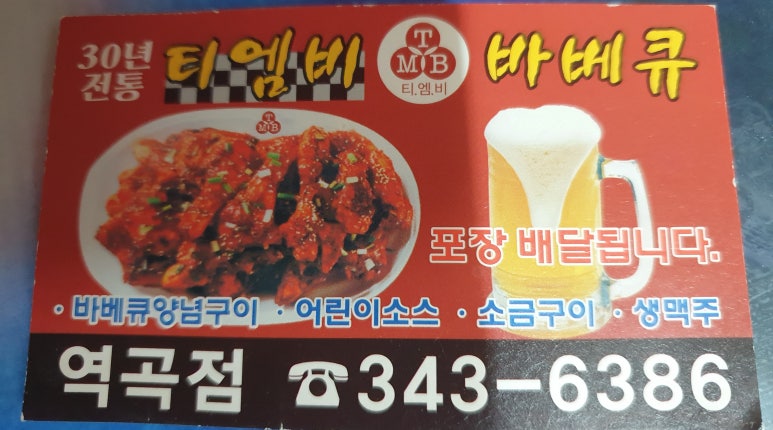 30년 전통 티엠비 바베큐
T
M B
티.엠.비
T
M B
포장 배달됩니다.
· 바베큐양념구이 · 어린이소스 · 소금구이 · 생맥주
역곡점 ☎343-6386